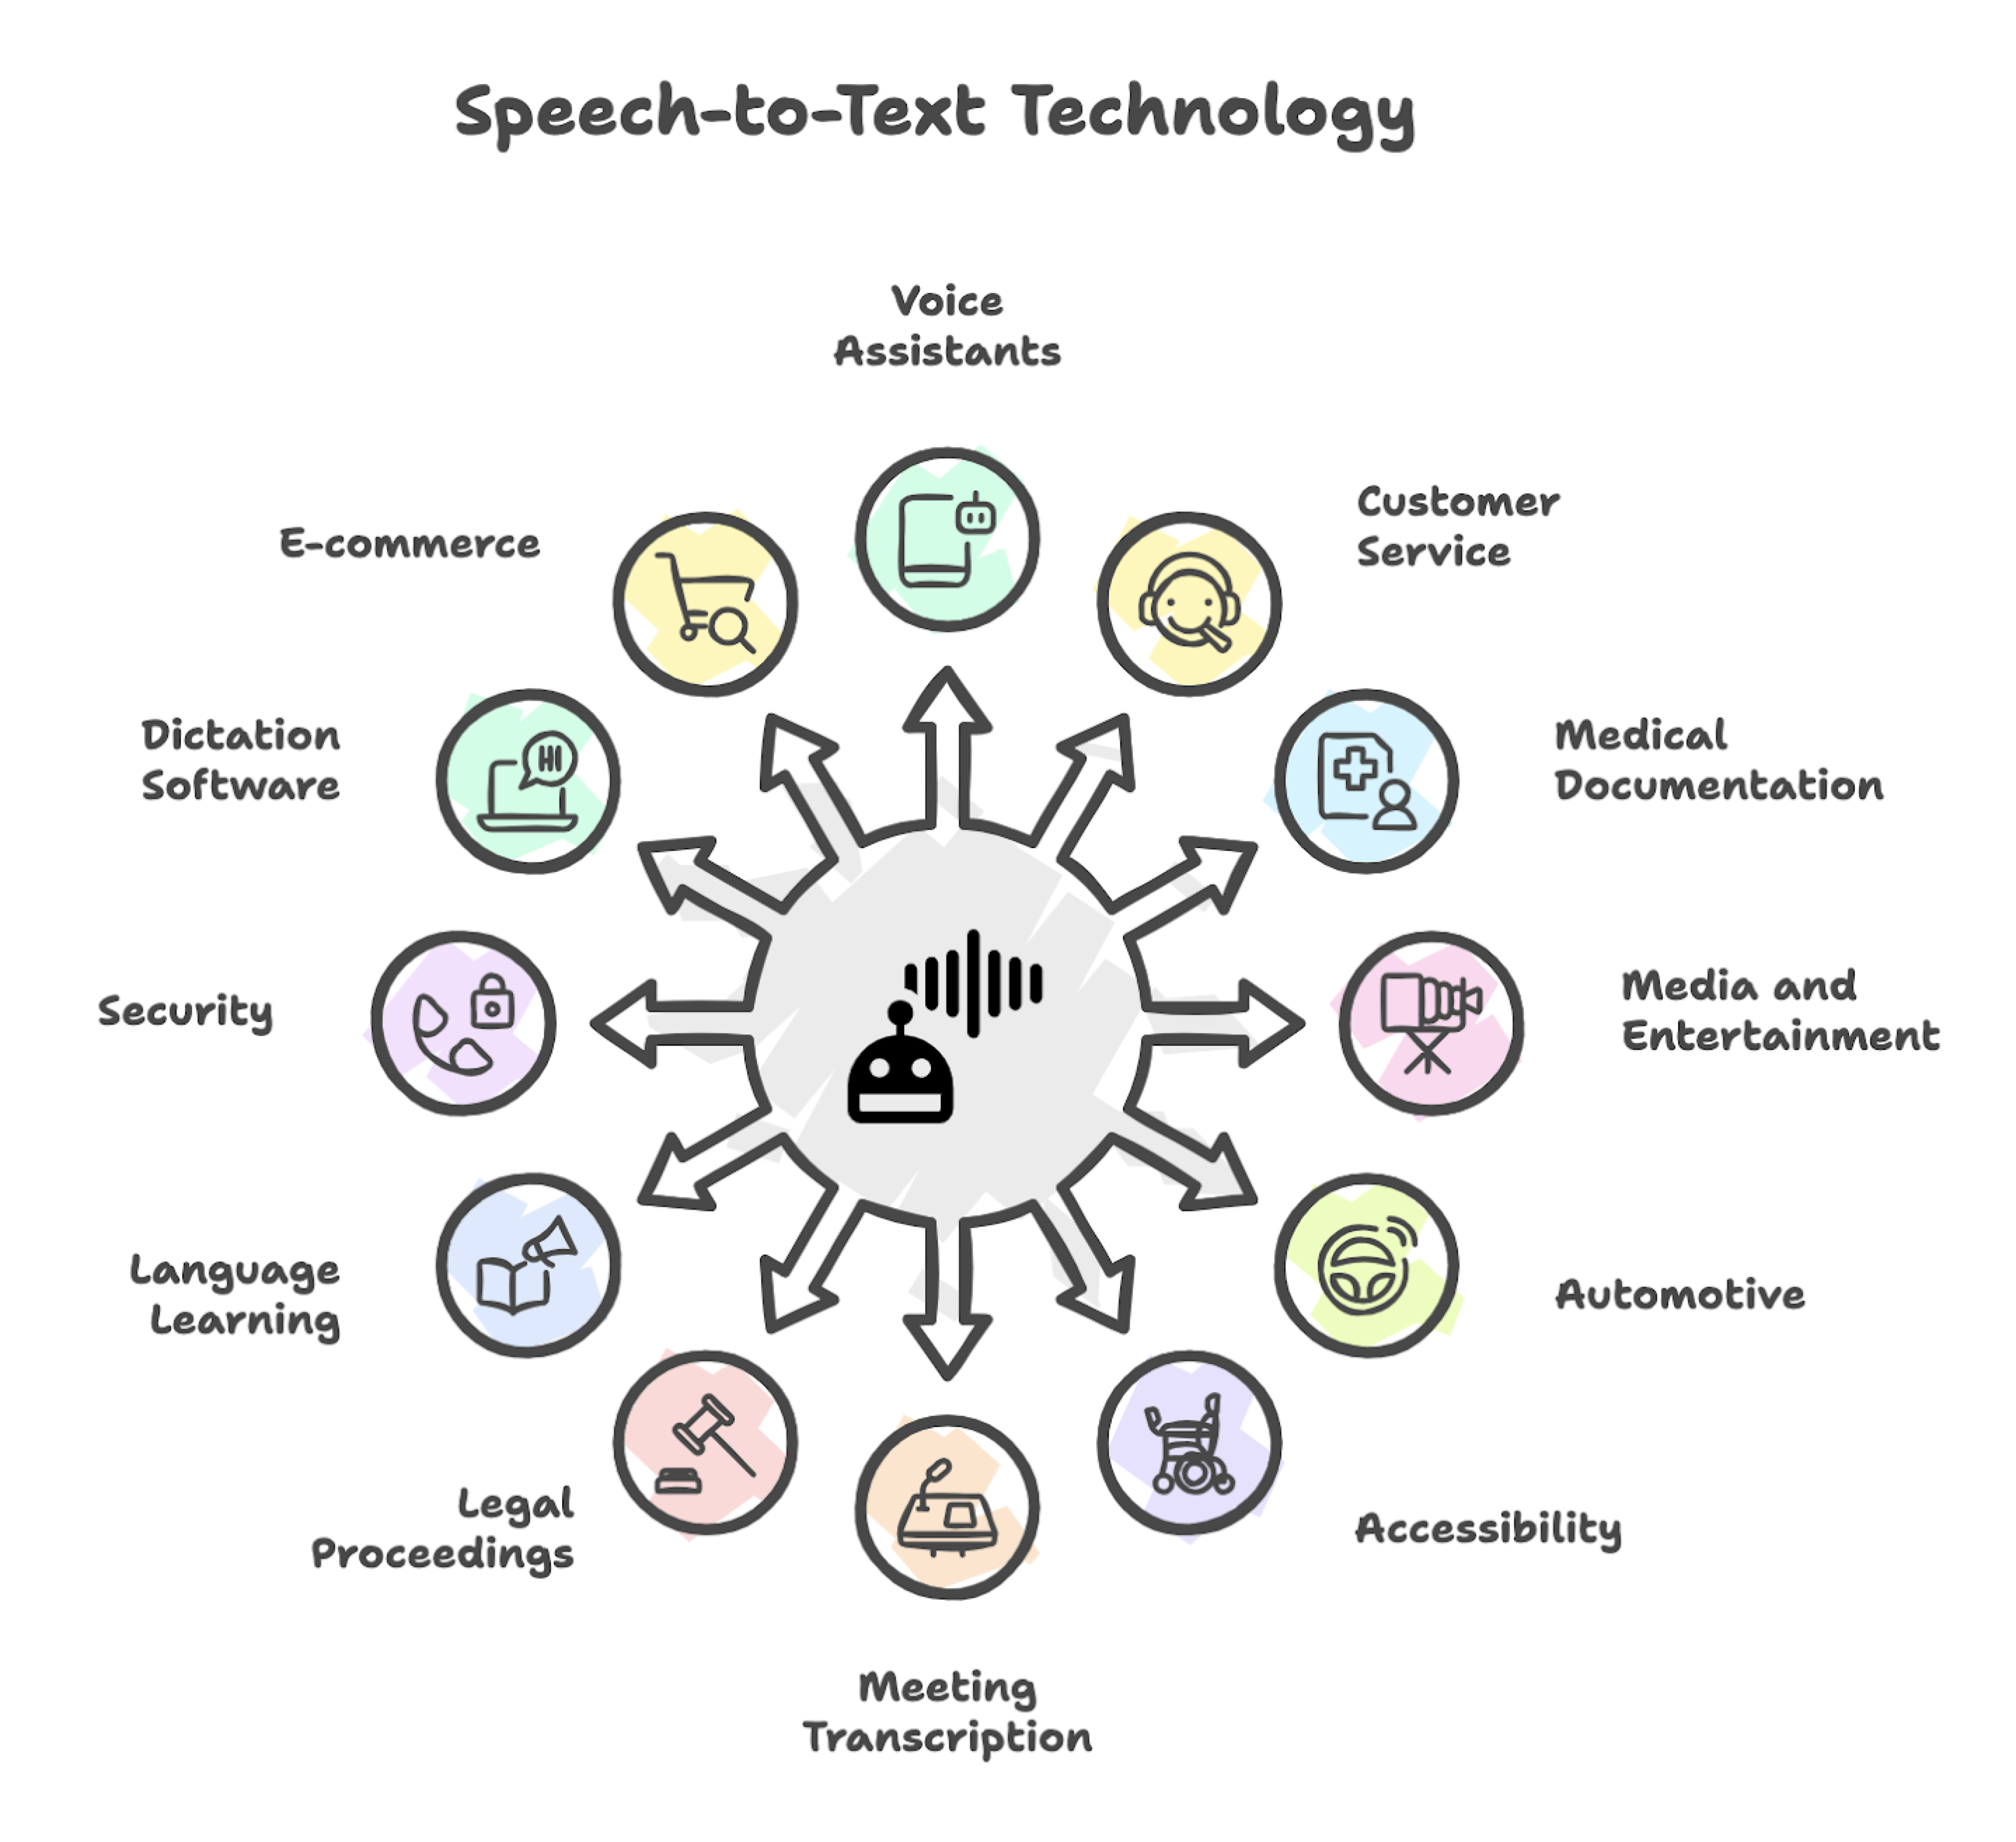 Speech-to-Text Technology
Voice
Assistants
Customer
Service
E-commerce
Medical
Documentation
Dictation
Software
HI
Media and
Entertainment
Security
Language
Learning
Automotive
Legal
Proceedings
Accessibility
Meeting
Transcription